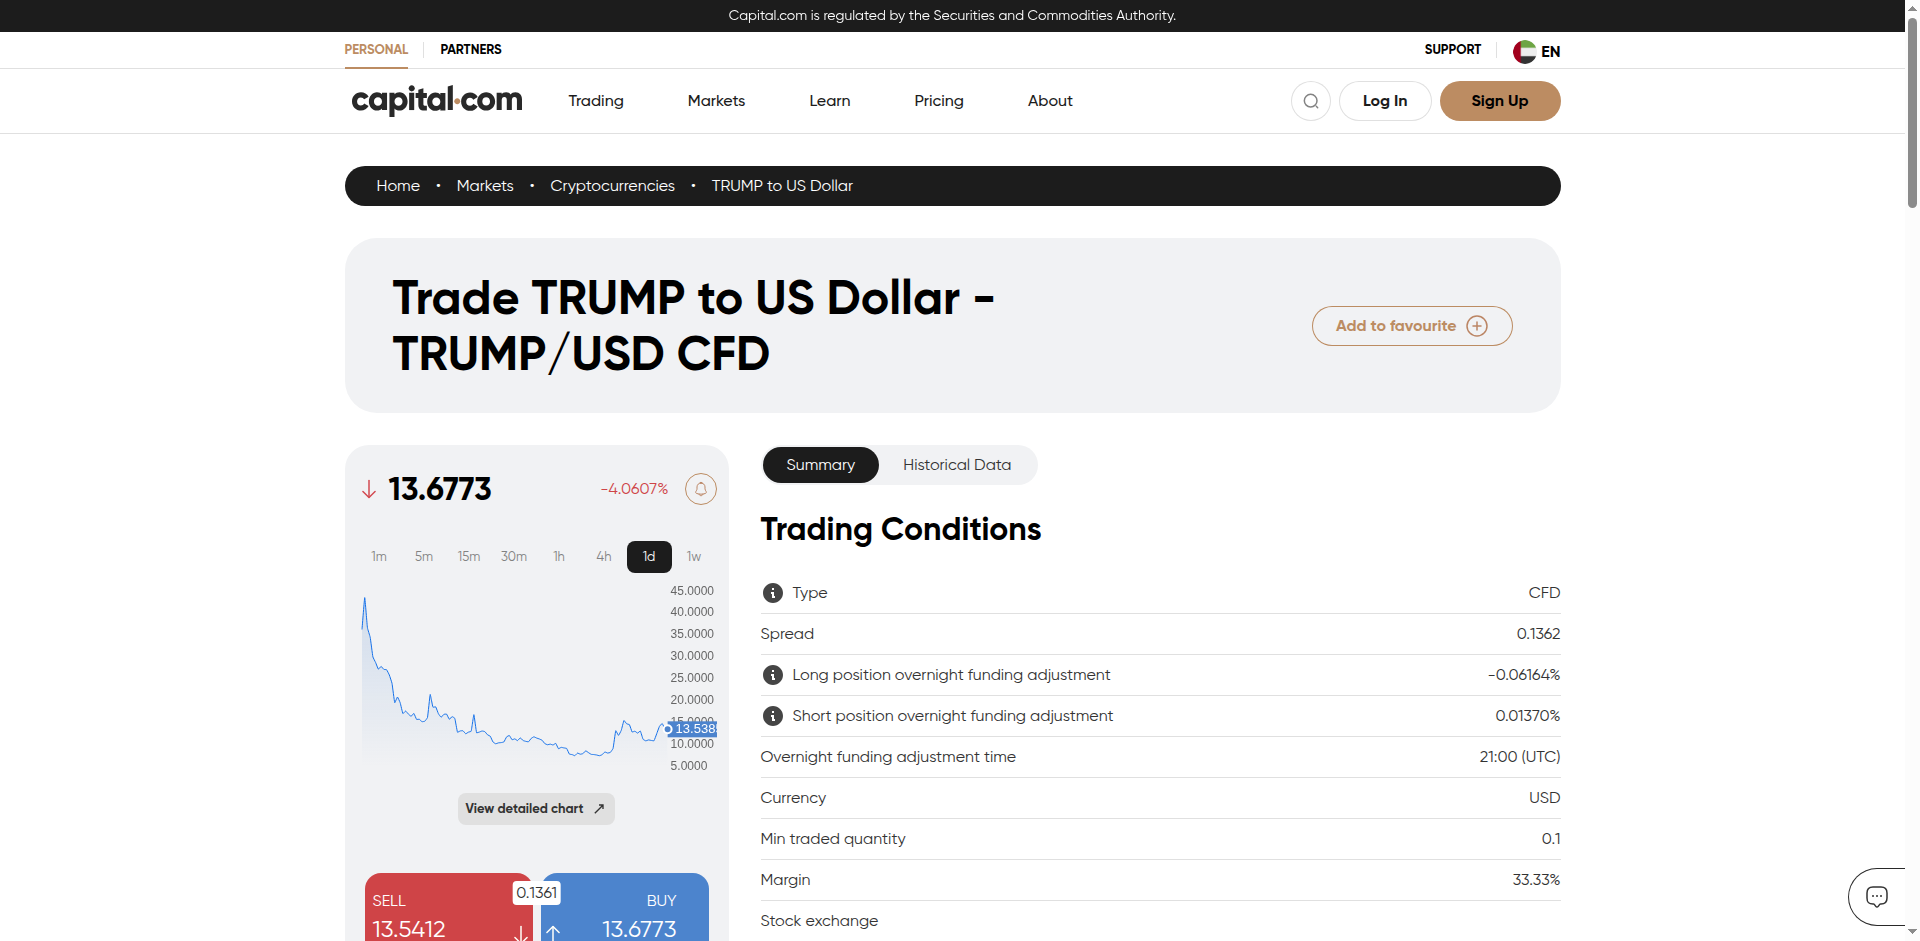 Capital.com is regulated by the Securities and Commodities Authority.
PERSONAL PARTNERS SUPPORT EN
capital.com Trading Markets Learn Pricing About Log In Sign Up
Home • Markets • Cryptocurrencies • TRUMP to US Dollar
Trade TRUMP to US Dollar -
TRUMP/USD CFD
Add to favourite
13.6773 -4.0607%
1m 5m 15m 30m 1h 4h 1d 1w
45.0000
40.0000
35.0000
30.0000
25.0000
20.0000
15.0000
13.538
10.0000
5.0000
View detailed chart
SELL 0.1361 BUY
13.5412 13.6773
Summary Historical Data
Trading Conditions
Type CFD
Spread 0.1362
Long position overnight funding adjustment -0.06164%
Short position overnight funding adjustment 0.01370%
Overnight funding adjustment time 21:00 (UTC)
Currency USD
Min traded quantity 0.1
Margin 33.33%
Stock exchange